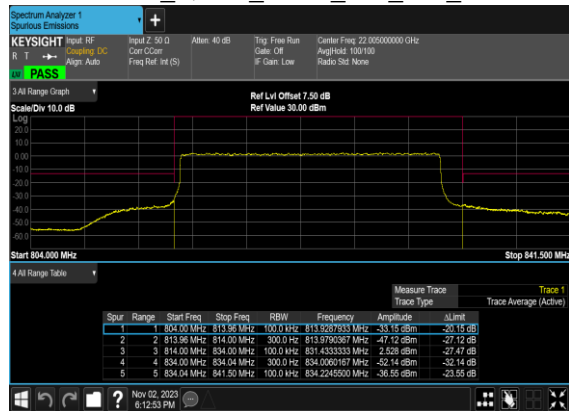 Spectrum Analyzer 1
Spurious Emissions
+
KEYSIGHT Input: RF Input Z: 50 Ω Atten: 40 dB Trig: Free Run Center Freq: 22.005000000 GHz
R T Coupling: DC Corr CCorr Gate: Off Avg|Hold: 100/100
Align: Auto Freq Ref: Int (S) IF Gain: Low Radio Std: None
PASS
3 All Range Graph
Ref Lvl Offset 7.50 dB
Scale/Div 10.0 dB Ref Value 30.00 dBm
Log
20.0
10.0
0.00
-10.0
-20.0
-30.0
-40.0
-50.0
-60.0
Start 804.000 MHz Stop 841.500 MHz
4 All Range Table
Measure Trace Trace 1
Trace Type Trace Average (Active)
Spur Range Start Freq Stop Freq RBW Frequency Amplitude ΔLimit
1 1 804.00 MHz 813.96 MHz 100.0 kHz 813.9287933 MHz -33.15 dBm -20.15 dB
2 2 813.96 MHz 814.00 MHz 300.0 Hz 813.9790367 MHz -47.12 dBm -27.12 dB
3 3 814.00 MHz 834.00 MHz 100.0 kHz 831.4333333 MHz 2.528 dBm -27.47 dB
4 4 834.00 MHz 834.04 MHz 300.0 Hz 834.0060167 MHz -52.14 dBm -32.14 dB
5 5 834.04 MHz 841.50 MHz 100.0 kHz 834.2245500 MHz -36.55 dBm -23.55 dB
? Nov 02, 2023
6:12:53 PM